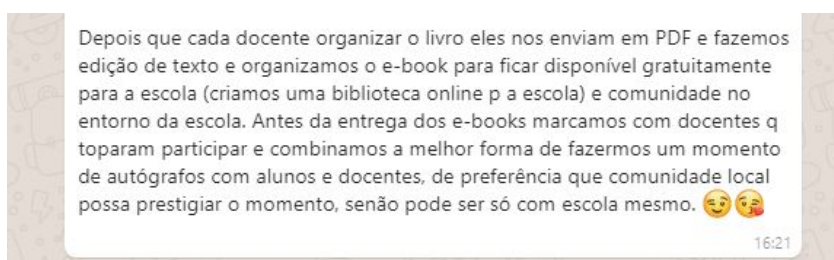 Depois que cada docente organizar o livro eles nos enviam em PDF e fazemos
edição de texto e organizamos o e-book para ficar disponível gratuitamente
para a escola (criamos uma biblioteca online p a escola) e comunidade no
entorno da escola. Antes da entrega dos e-books marcamos com docentes q
toparam participar e combinamos a melhor forma de fazermos um momento
de autógrafos com alunos e docentes, de preferência que comunidade local
possa prestigiar o momento, senão pode ser só com escola mesmo. 😏😘
16:21